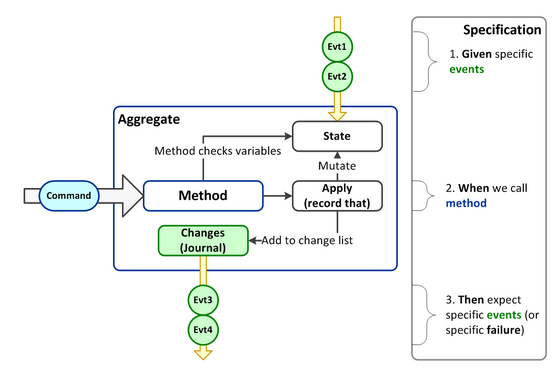 Specification
Evt1
Evt2
1. Given specific
events
Aggregate
State
Method checks variables
Mutate
Command
Method
Apply
(record that)
2. When we call
method
Changes
(Journal)
Add to change list
Evt3
Evt4
3. Then expect
specific events (or
specific failure)